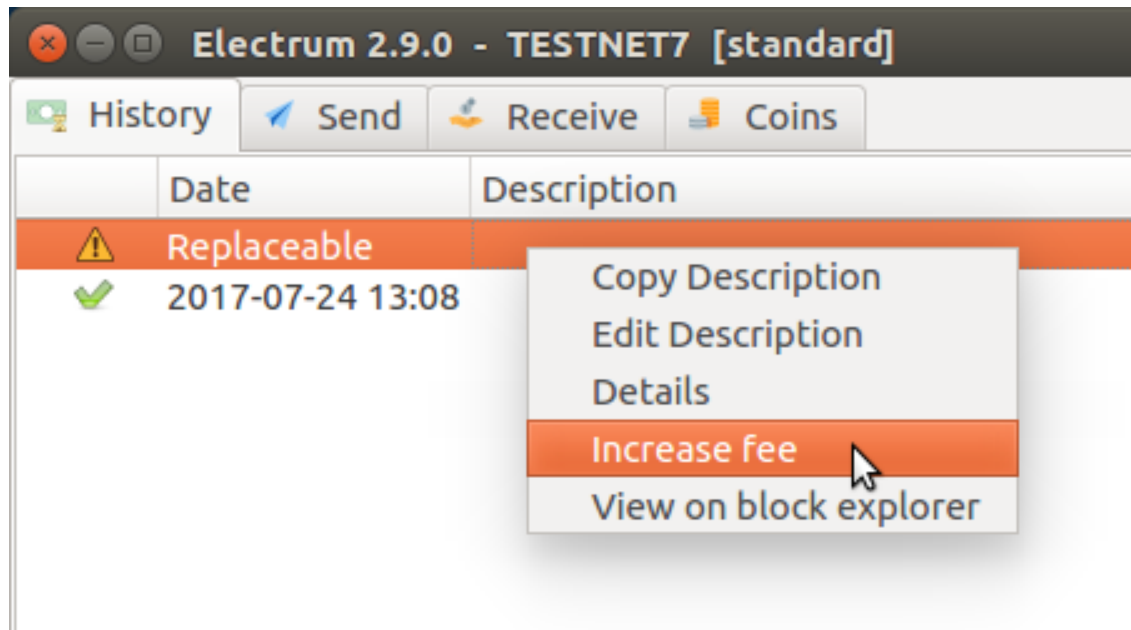 Electrum 2.9.0 - TESTNET7 [standard]
History Send Receive Coins
Date Description
Replaceable
2017-07-24 13:08
Copy Description
Edit Description
Details
Increase fee
View on block explorer